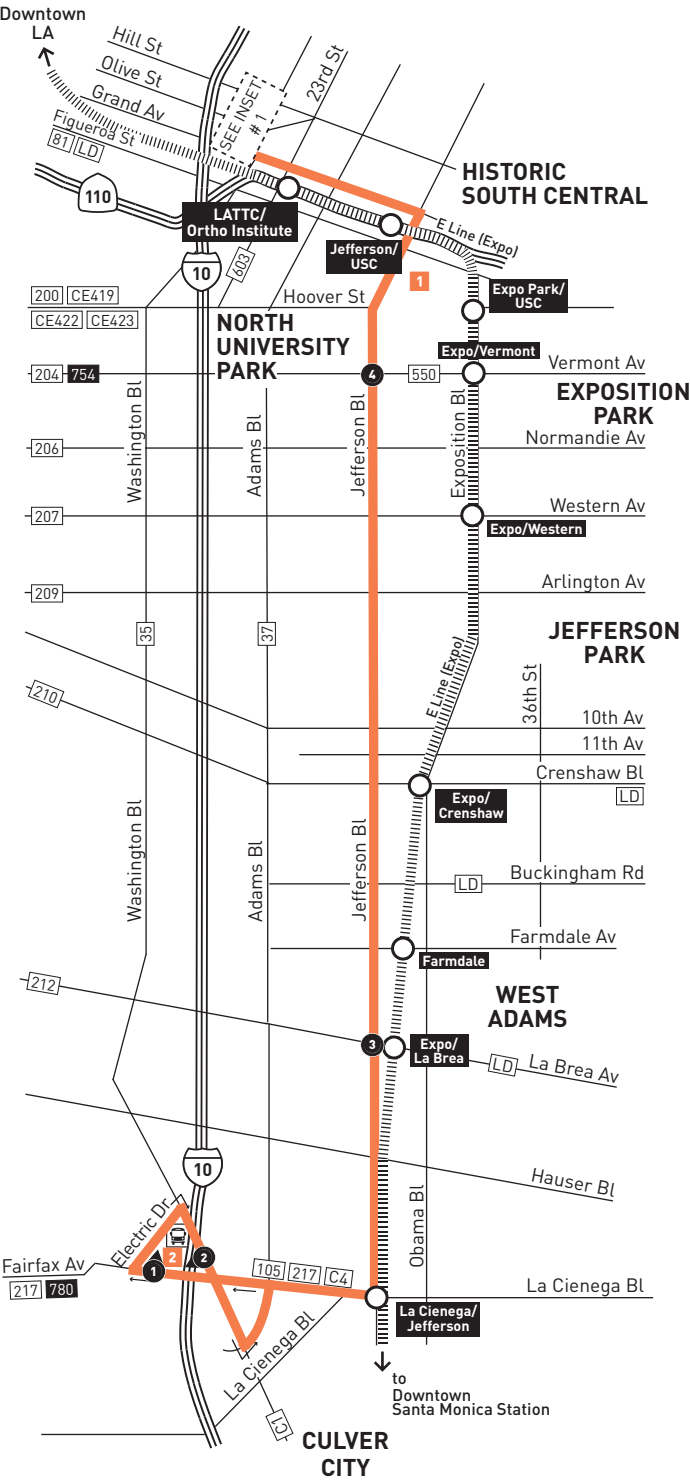 Downtown
LA
Hill St
Olive St
Grand Av
Figueroa St
81 LD
23rd St
SEE INSET
# 1
HISTORIC
SOUTH CENTRAL
110
LATTC/
Ortho Institute
E Line (Expo)
Jefferson/
USC
10
603
1
Expo Park/
USC
200 CE419
Hoover St
CE422 CE423
NORTH
UNIVERSITY
PARK
Expo/Vermont
204 754
4
550
Vermont Av
EXPOSITION
PARK
Washington Bl
Adams Bl
Jefferson Bl
Exposition Bl
206
Normandie Av
207
Western Av
Expo/Western
209
Arlington Av
35
37
JEFFERSON
PARK
E Line (Expo)
36th St
210
10th Av
11th Av
Crenshaw Bl
LD
Expo/
Crenshaw
Washington Bl
Adams Bl
Jefferson Bl
LD
Buckingham Rd
Farmdale Av
Farmdale
212
WEST
ADAMS
3
Expo/
La Brea
LD
La Brea Av
10
Hauser Bl
Electric Dr
Obama Bl
2
2
1
Fairfax Av
217 780
105 217 C4
La Cienega Bl
La Cienega/
Jefferson
La Cienega Bl
to
Downtown
Santa Monica Station
C1
CULVER
CITY